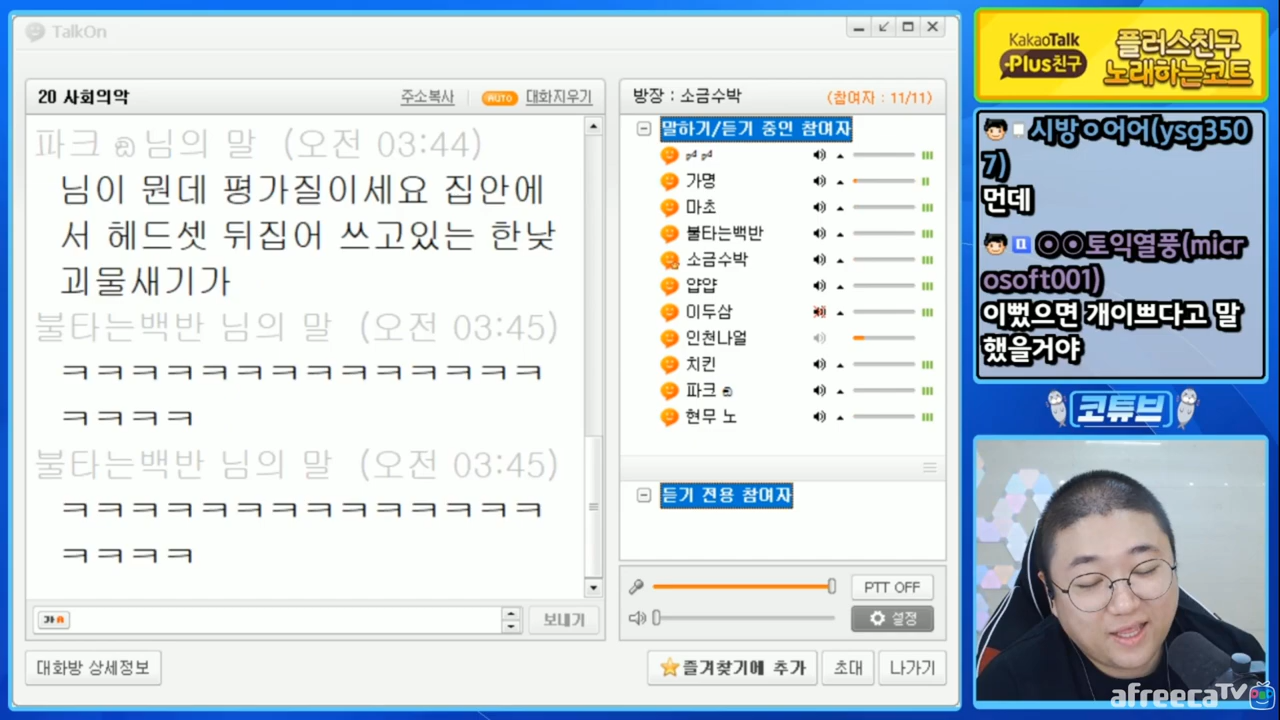 TalkOn
20 사회의악
주소복사
AUTO 대화지우기
파크 ฅ 님의 말 (오전 03:44)
님이 뭔데 평가질이세요 집안에
서 헤드셋 뒤집어 쓰고있는 한낮
괴물새기가
불타는백반 님의 말 (오전 03:45)
ㅋㅋㅋㅋㅋㅋㅋㅋㅋㅋㅋㅋㅋㅋ
ㅋㅋㅋㅋ
불타는백반 님의 말 (오전 03:45)
ㅋㅋㅋㅋㅋㅋㅋㅋㅋㅋㅋㅋㅋㅋ
ㅋㅋㅋㅋ
가A
보내기
대화방 상세정보
방장 : 소금수박
(참여자 : 11/11)
말하기/듣기 중인 참여자
가명
마초
불타는백반
소금수박
얍얍
이두삼
인천나얼
치킨
파크
현무 노
듣기 전용 참여자
PTT OFF
설정
즐겨찾기에 추가
초대
나가기
KakaoTalk
Plus친구
플러스친구
노래하는코트
시방ㅇ어어(ysg350
7)
먼데
⊙⊙토익열풍(micr
osoft001)
이뻤으면 개이쁘다고 말
했을거야
코튜브
afreecaTV